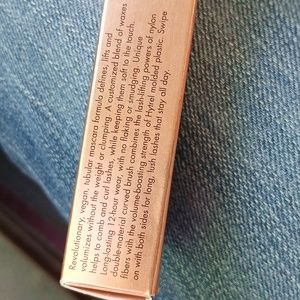 Revolutionary, vegan, tubular mascara formula defines, lifts and
volumizes without the weight or clumping. A customized blend of waxes
helps to comb and curl lashes, while keeping them soft to the touch.
Long-lasting 12-hour wear, with no flaking or smudging. Unique
double-material curved brush combines the lash-lifting powers of nylon
fibers with the volume-boosting strength of Hytrel molded plastic. Swipe
on with both sides for long, lush lashes that stay all day.